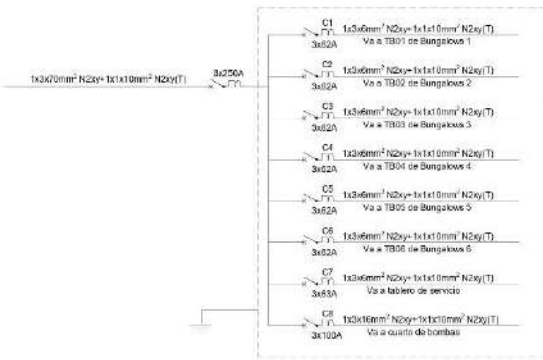 C1 1x3x6mm² N2xy+1x1x10mm² N2xy(T)
3x62A Va a TB01 de Bungalows 1
C2 1x3x6mm² N2xy+1x1x10mm² N2xy(T)
3x62A Va a TB02 de Bungalows 2
1x3x70mm² N2xy+1x1x10mm² N2xy(T) 3x250A
C3 1x3x6mm² N2xy+1x1x10mm² N2xy(T)
3x62A Va a TB03 de Bungalows 3
C4 1x3x6mm² N2xy+1x1x10mm² N2xy(T)
3x62A Va a TB04 de Bungalows 4
C5 1x3x6mm² N2xy+1x1x10mm² N2xy(T)
3x62A Va a TB05 de Bungalows 5
C6 1x3x6mm² N2xy+1x1x10mm² N2xy(T)
3x62A Va a TB06 de Bungalows 6
C7 1x3x6mm² N2xy+1x1x10mm² N2xy(T)
3x63A Va a tablero de servicio
C8 1x3x16mm² N2xy+1x1x10mm² N2xy(T)
3x100A Va a cuarto de bombas